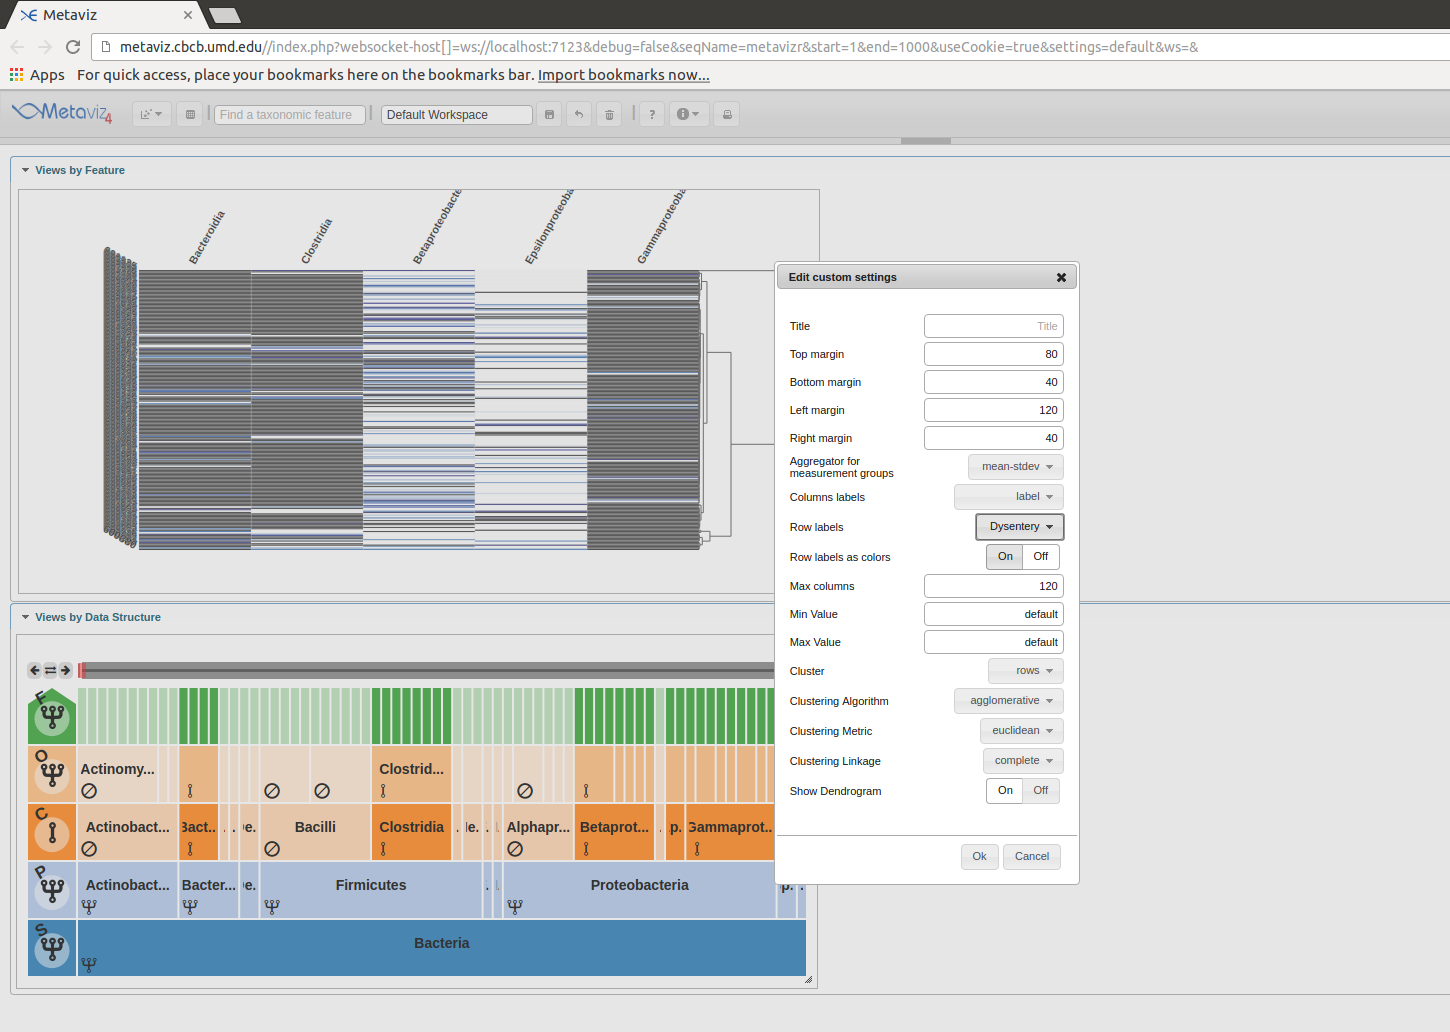 Metaviz
metaviz.cbcb.umd.edu//index.php?websocket-host[]=ws://localhost:7123&debug=false&seqName=metavizr&start=1&end=1000&useCookie=true&settings=default&ws=&
Apps For quick access, place your bookmarks here on the bookmarks bar. Import bookmarks now...
Metaviz4 Find a taxonomic feature Default Workspace ?
Views by Feature
Bacteroidia Clostridia Betaproteobacte Epsilonproteoba Gammaproteoba
Edit custom settings
Title Title
Top margin 80
Bottom margin 40
Left margin 120
Right margin 40
Aggregator for
measurement groups mean-stdev
Columns labels label
Row labels Dysentery
Row labels as colors On Off
Max columns 120
Min Value default
Max Value default
Cluster rows
Clustering Algorithm agglomerative
Clustering Metric euclidean
Clustering Linkage complete
Show Dendrogram On Off
Ok Cancel
Views by Data Structure
F
O Actinomy... Clostrid...
C Actinobact... Bact.. De. Bacilli Clostridia Alphapr... Betaprot... Gammaprot...
P Actinobact... Bacter... De. Firmicutes Proteobacteria
S Bacteria